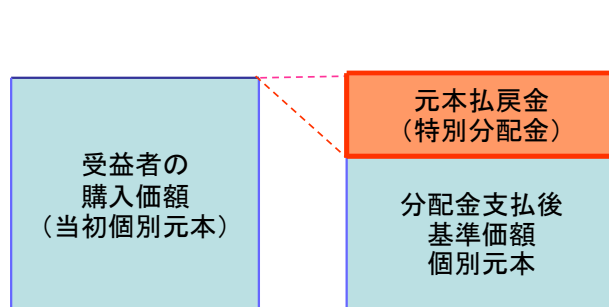 受益者の
購入価額
（当初個別元本）
元本払戻金
（特別分配金）
分配金支払後
基準価額
個別元本